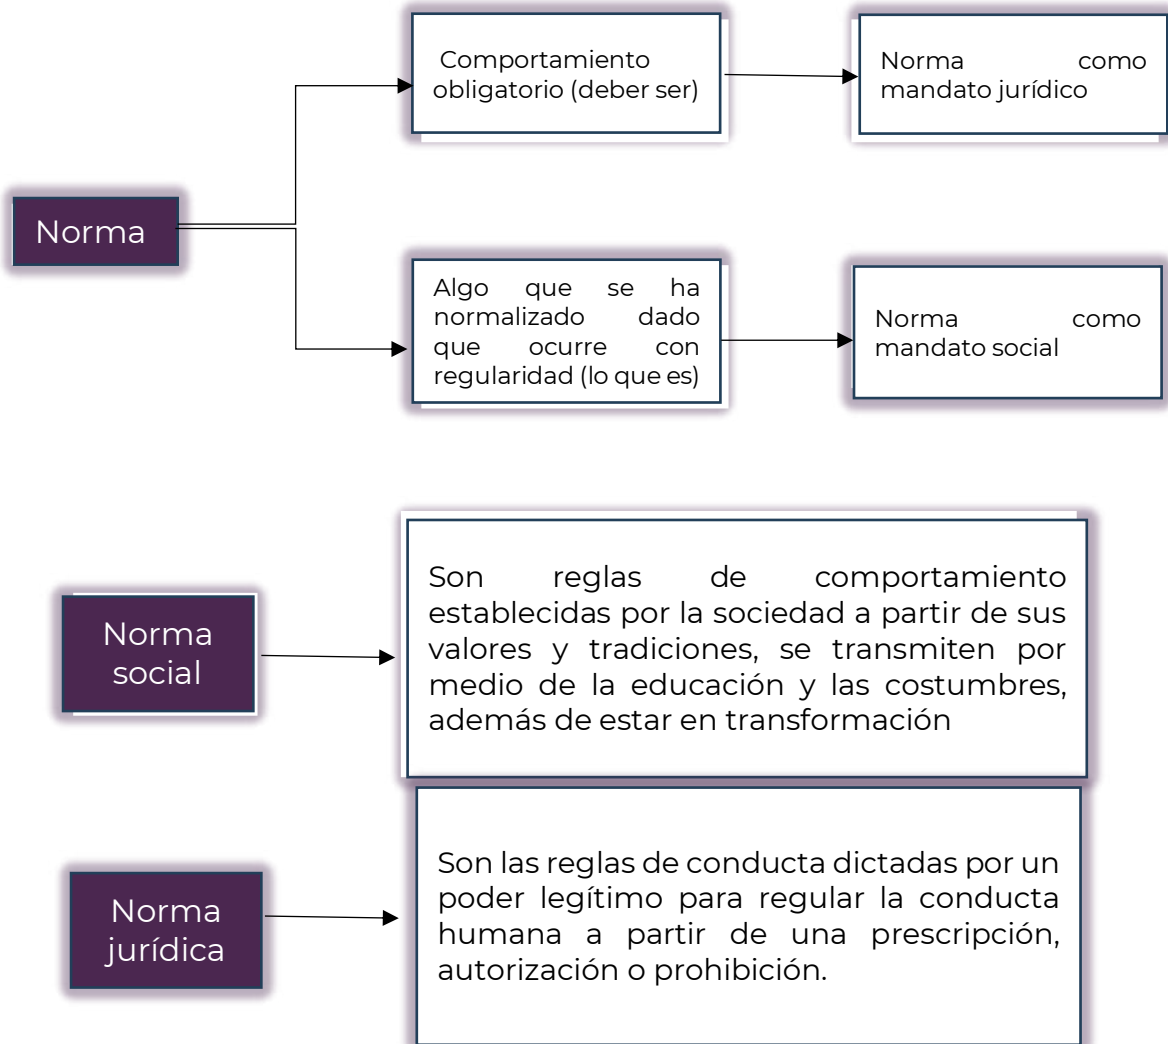 Comportamiento
obligatorio (deber ser)
Norma como
mandato jurídico
Norma
Algo que se ha
normalizado dado
que ocurre con
regularidad (lo que es)
Norma como
mandato social
Norma
social
Son reglas de comportamiento
establecidas por la sociedad a partir de sus
valores y tradiciones, se transmiten por
medio de la educación y las costumbres,
además de estar en transformación
Norma
jurídica
Son las reglas de conducta dictadas por un
poder legítimo para regular la conducta
humana a partir de una prescripción,
autorización o prohibición.